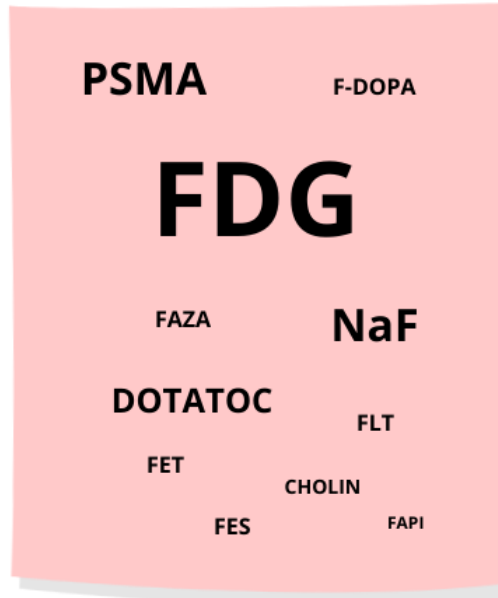 PSMA
F-DOPA
FDG
FAZA
NaF
DOTATOC
FLT
FET
CHOLIN
FES
FAPI